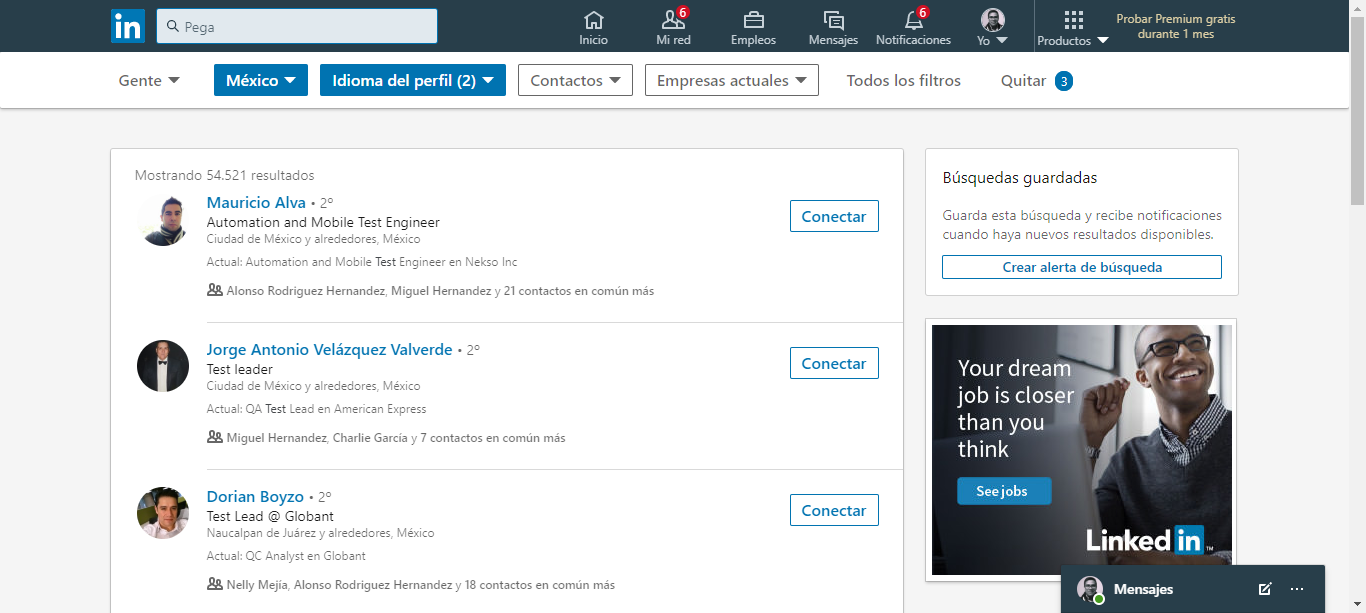 in
Pega
Inicio
6
Mi red
Empleos
Mensajes
6
Notificaciones
Yo
Productos
Probar Premium gratis
durante 1 mes
Gente
México
Idioma del perfil (2)
Contactos
Empresas actuales
Todos los filtros
Quitar 3
Mostrando 54.521 resultados
Mauricio Alva • 2º
Automation and Mobile Test Engineer
Ciudad de México y alrededores, México
Actual: Automation and Mobile Test Engineer en Nekso Inc
Alonso Rodriguez Hernandez, Miguel Hernandez y 21 contactos en común más
Conectar
Jorge Antonio Velázquez Valverde • 2º
Test leader
Ciudad de México y alrededores, México
Actual: QA Test Lead en American Express
Miguel Hernandez, Charlie García y 7 contactos en común más
Conectar
Dorian Boyzo • 2º
Test Lead @ Globant
Naucalpan de Juárez y alrededores, México
Actual: QC Analyst en Globant
Nelly Mejía, Alonso Rodriguez Hernandez y 18 contactos en común más
Conectar
Búsquedas guardadas
Guarda esta búsqueda y recibe notificaciones
cuando haya nuevos resultados disponibles.
Crear alerta de búsqueda
Your dream
job is closer
than you
think
See jobs
Linked in ™
Mensajes